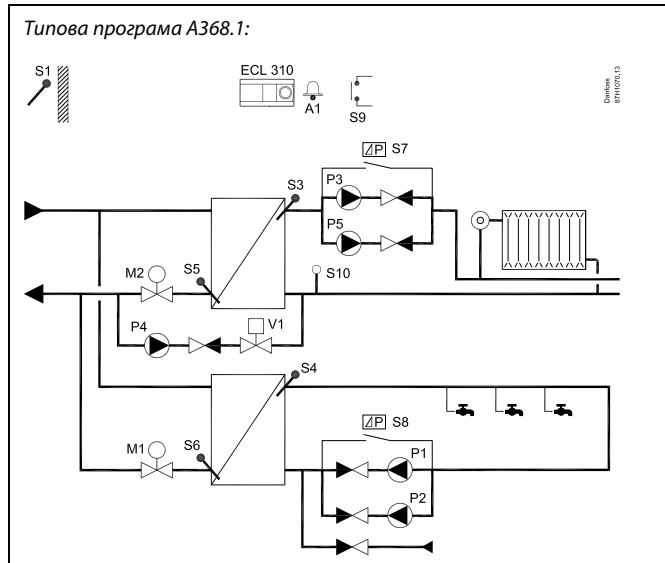 Типова програма A368.1:
S1
ECL 310
A1
S9
Danfoss
87H1070.13
ΔP S7
P3
S3
P5
S10
M2
S5
P4
V1
S4
ΔP S8
P1
M1
S6
P2